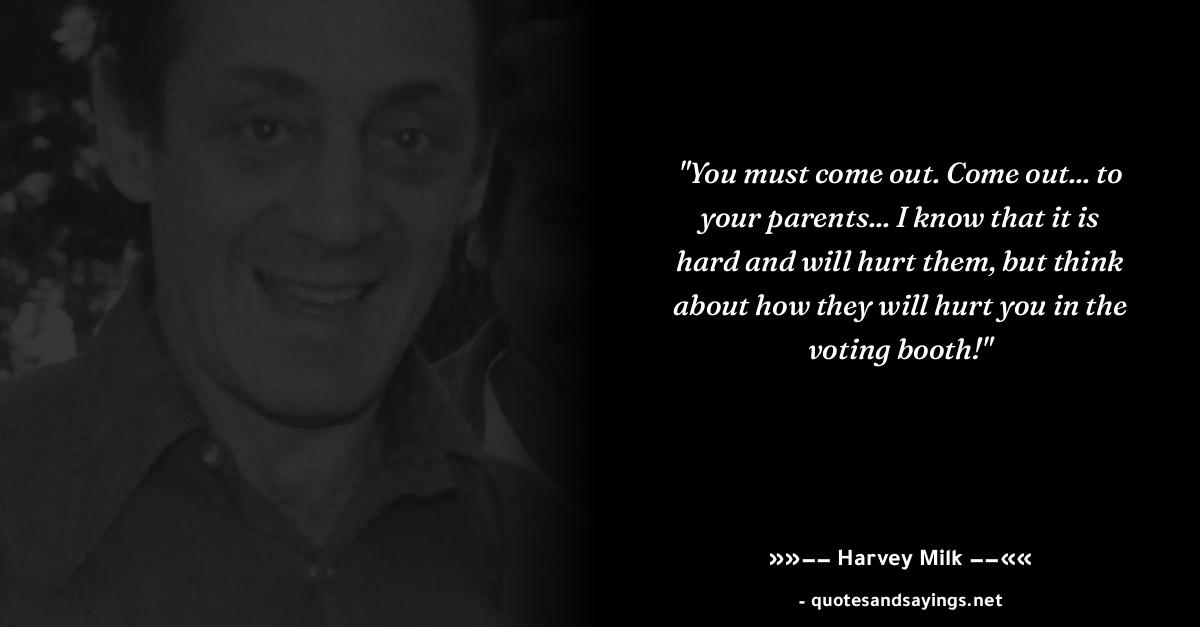 "You must come out. Come out... to
your parents... I know that it is
hard and will hurt them, but think
about how they will hurt you in the
voting booth!"
»»−− Harvey Milk −−««
- quotesandsayings.net